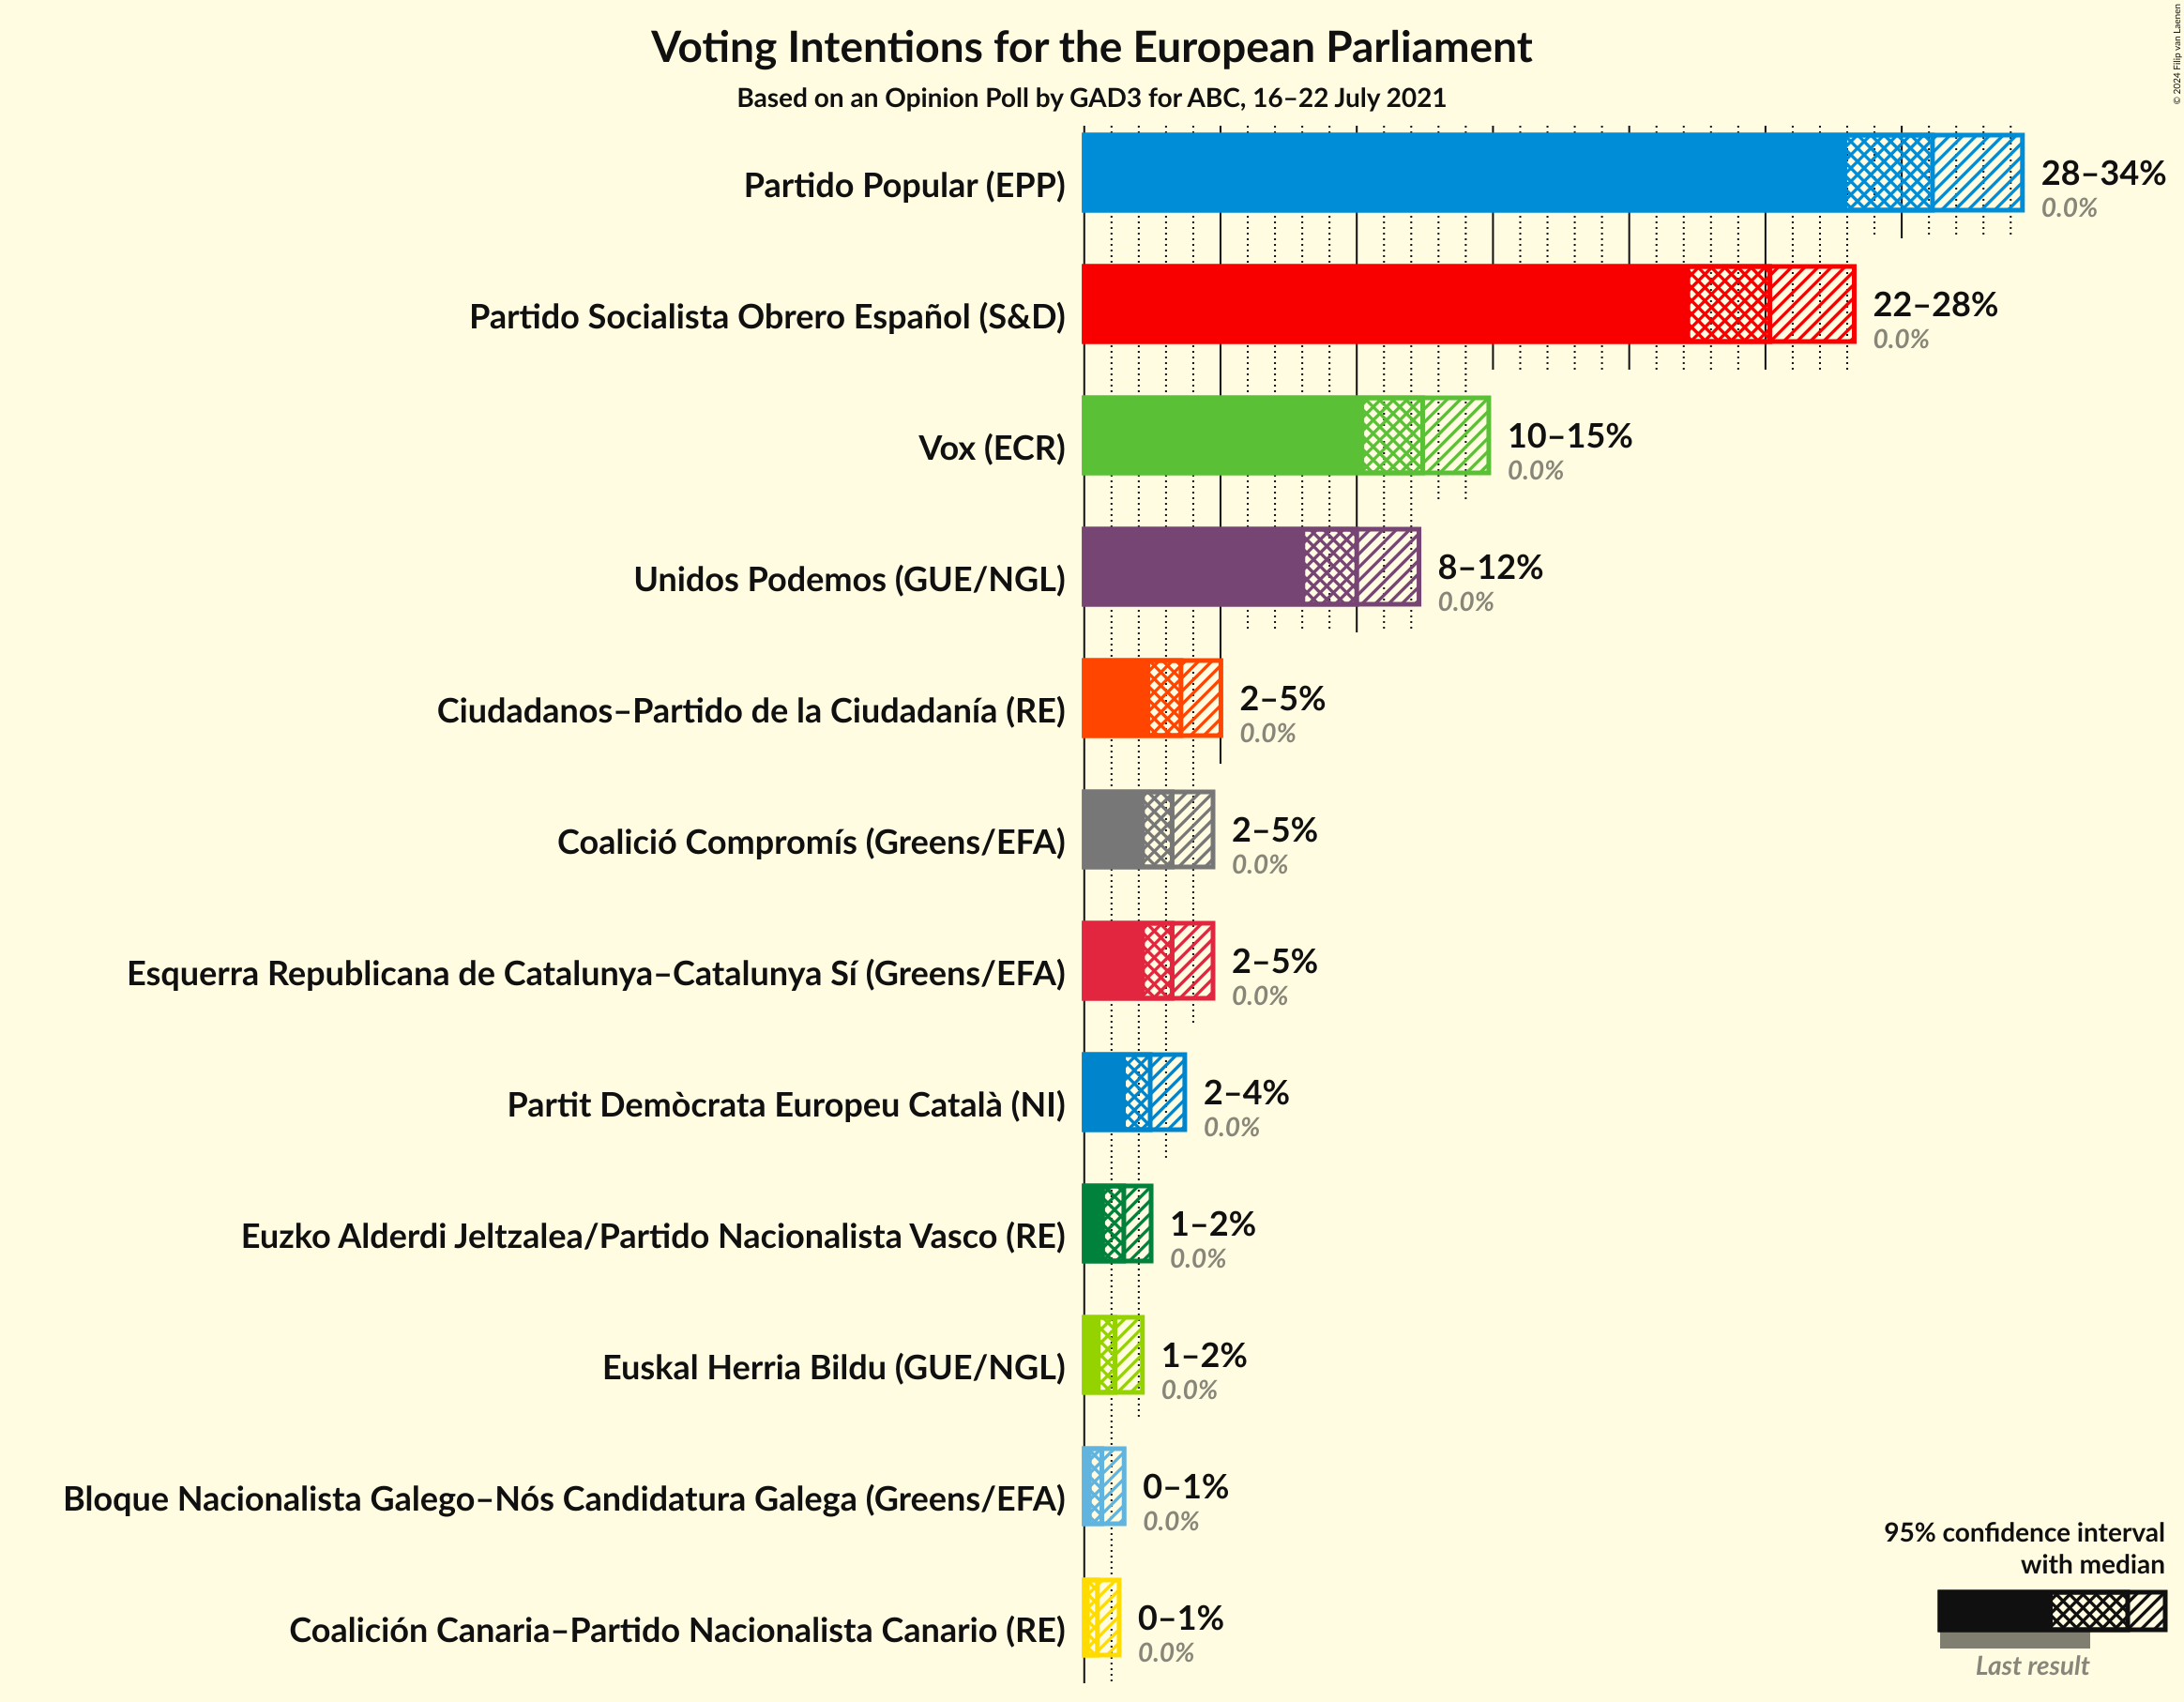 Voting Intentions for the European Parliament
Based on an Opinion Poll by GAD3 for ABC, 16–22 July 2021
© 2024 Filip van Laenen
Partido Popular (EPP)
28–34%
0.0%
Partido Socialista Obrero Español (S&D)
22–28%
0.0%
Vox (ECR)
10–15%
0.0%
Unidos Podemos (GUE/NGL)
8–12%
0.0%
Ciudadanos–Partido de la Ciudadanía (RE)
2–5%
0.0%
Coalició Compromís (Greens/EFA)
2–5%
0.0%
Esquerra Republicana de Catalunya–Catalunya Sí (Greens/EFA)
2–5%
0.0%
Partit Demòcrata Europeu Català (NI)
2–4%
0.0%
Euzko Alderdi Jeltzalea/Partido Nacionalista Vasco (RE)
1–2%
0.0%
Euskal Herria Bildu (GUE/NGL)
1–2%
0.0%
Bloque Nacionalista Galego–Nós Candidatura Galega (Greens/EFA)
0–1%
0.0%
Coalición Canaria–Partido Nacionalista Canario (RE)
0–1%
0.0%
95% confidence interval
with median
Last result